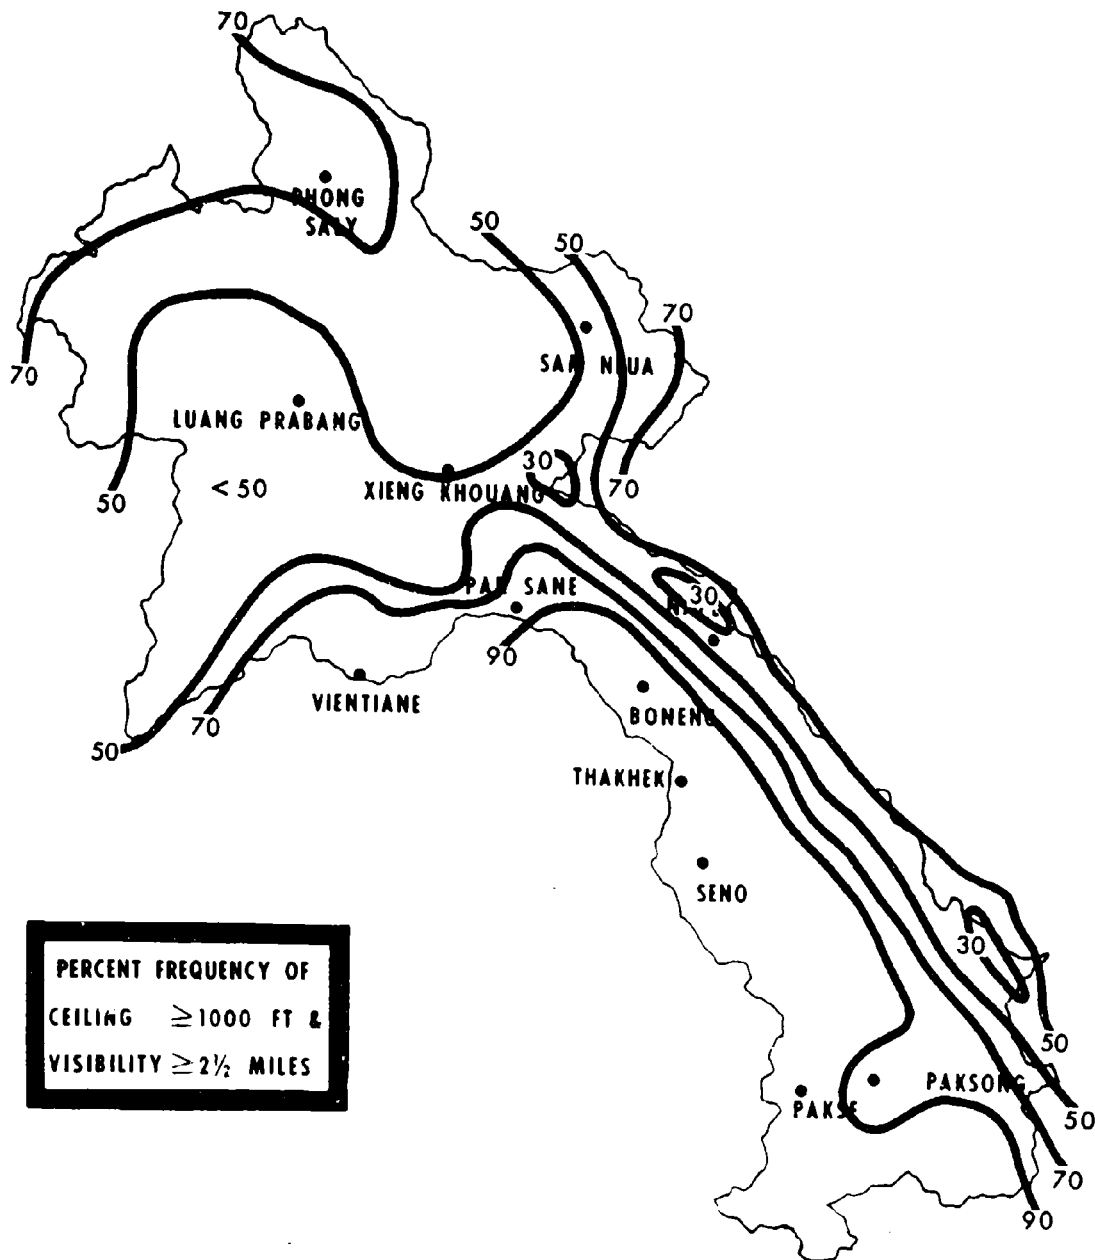 70
PHONG
SALY
50
50
70
70
SAM NEUA
LUANG PRABANG
30
50
< 50
XIENG KHOUANG
70
PAK SANE
30
90
VIENTIANE
70
BONENG
50
THAKHEK
SENO
30
PERCENT FREQUENCY OF
CEILING ≥1000 FT &
VISIBILITY ≥2½ MILES
50
PAKSONG
PAKSE
50
70
90